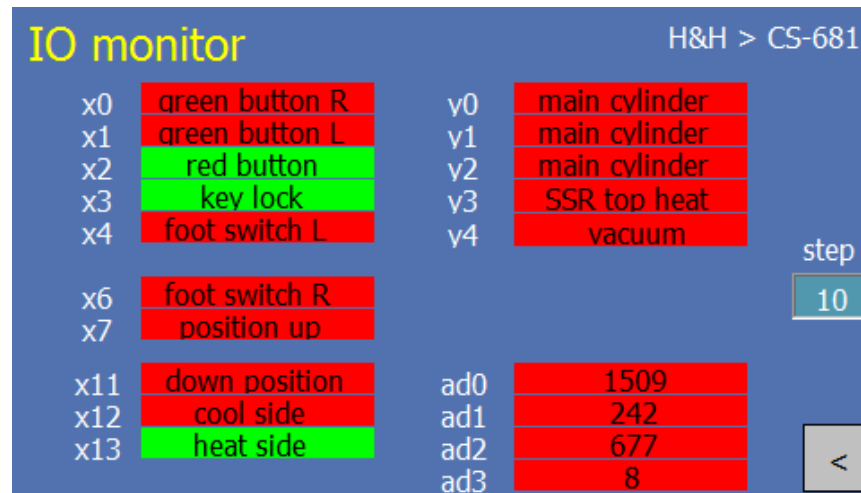 IO monitor H&H > CS-681
x0 green button R y0 main cylinder
x1 green button L y1 main cylinder
x2 red button y2 main cylinder
x3 key lock y3 SSR top heat
x4 foot switch L y4 vacuum
step
x6 foot switch R 10
x7 position up
x11 down position ad0 1509
x12 cool side ad1 242
x13 heat side ad2 677
<
ad3 8